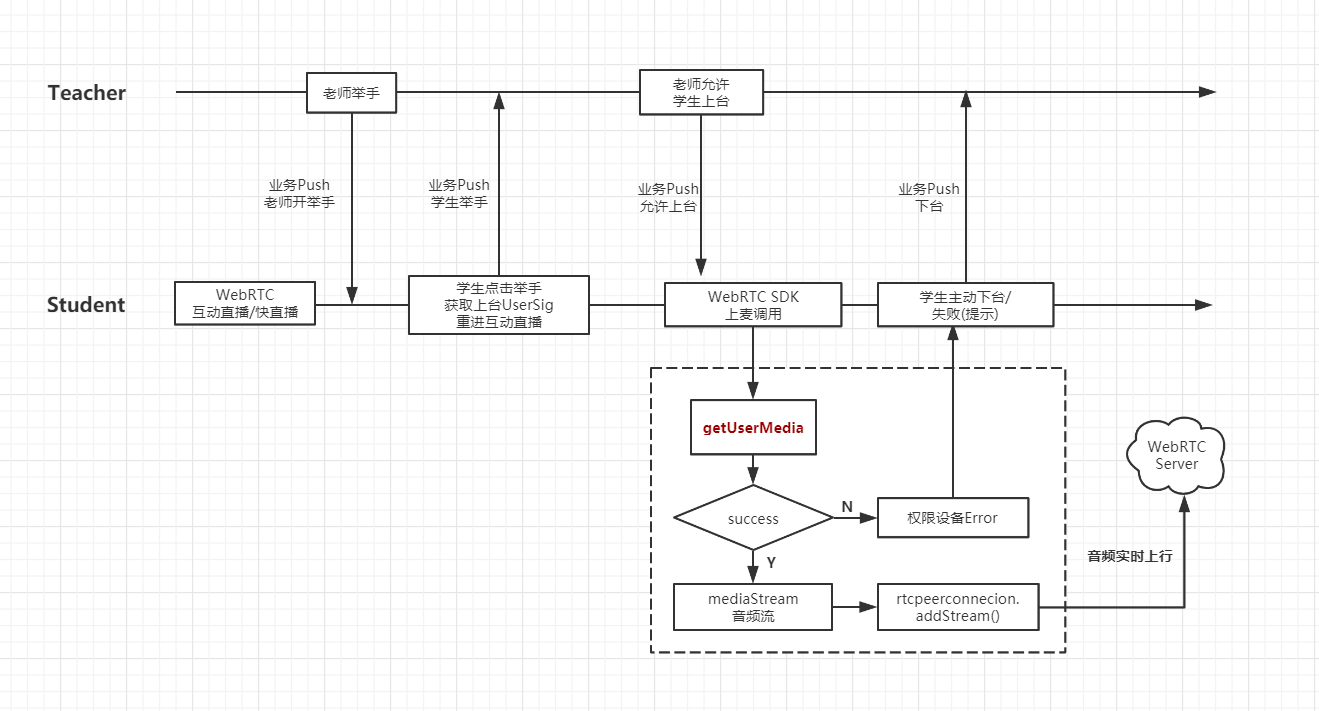 Teacher
老师举手
老师允许
学生上台
业务Push
老师开举手
业务Push
学生举手
业务Push
允许上台
业务Push
下台
Student
WebRTC
互动直播/快直播
学生点击举手
获取上台UserSig
重进互动直播
WebRTC SDK
上麦调用
学生主动下台/
失败(提示)
getUserMedia
success
N
权限设备Error
Y
mediaStream
音频流
rtcpeerconnecion.
addStream()
音频实时上行
WebRTC
Server